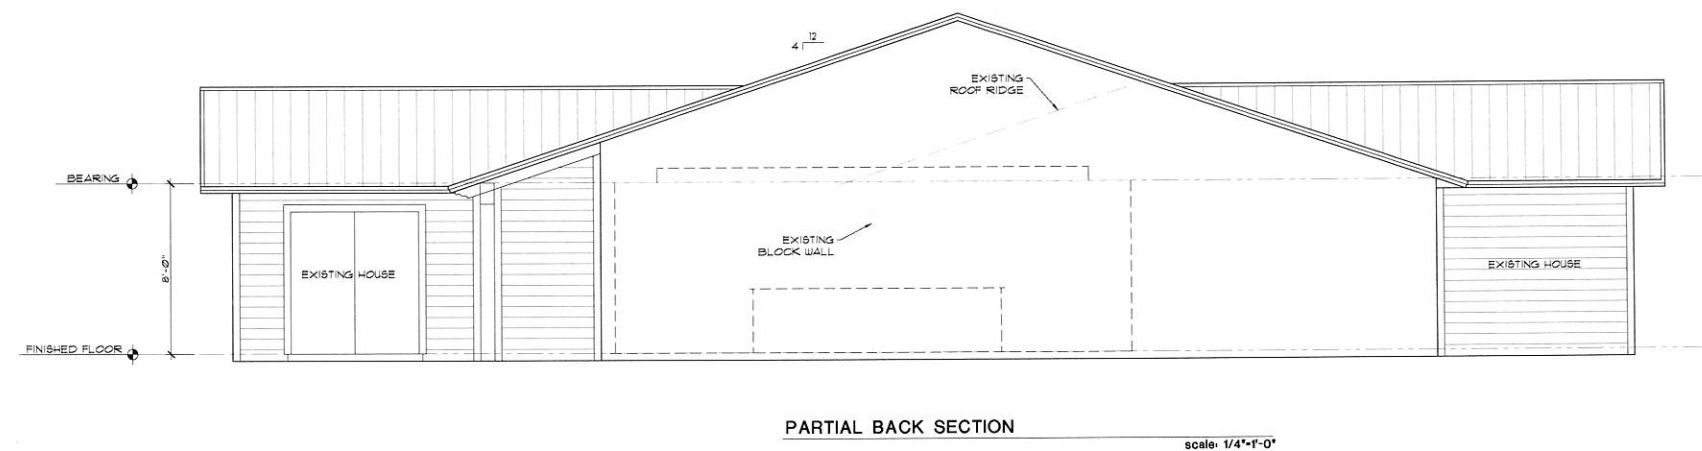 12
4
EXISTING
ROOF RIDGE
BEARING
EXISTING
BLOCK WALL
8'-0"
EXISTING HOUSE
EXISTING HOUSE
FINISHED FLOOR
PARTIAL BACK SECTION
scale: 1/4"=1'-0"